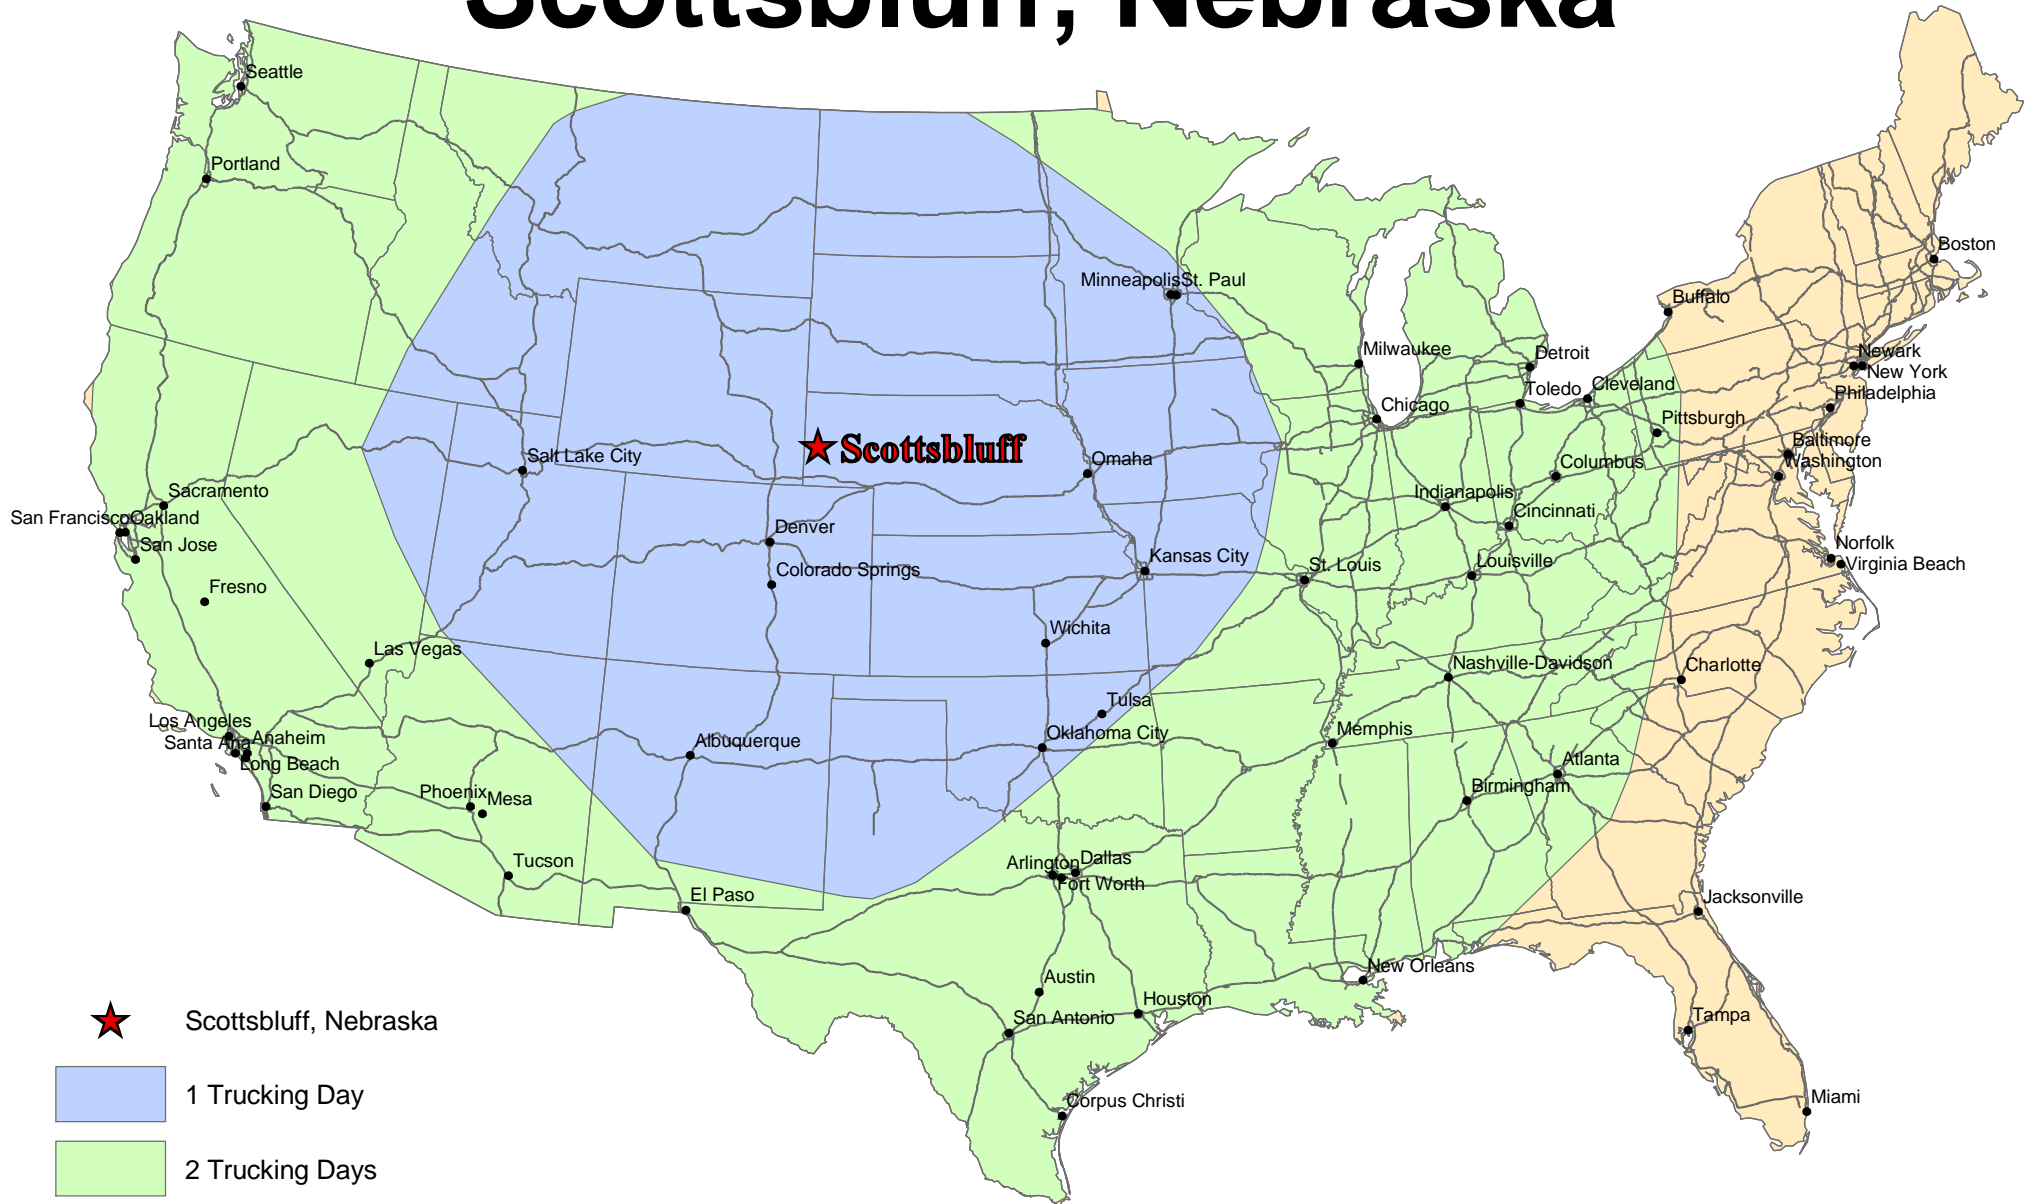 Scottsbluff, Nebraska
Seattle
Portland
Boston
MinneapolisSt. Paul
Buffalo
Milwaukee
Detroit
Newark
New York
Toledo
Cleveland
Philadelphia
Chicago
Pittsburgh
Scottsbluff
Baltimore
Salt Lake City
Omaha
Columbus
Washington
Sacramento
Indianapolis
San FranciscoOakland
Cincinnati
Denver
San Jose
Norfolk
Kansas City
Colorado Springs
St. Louis
Louisville
Virginia Beach
Fresno
Wichita
Las Vegas
Nashville-Davidson
Charlotte
Tulsa
Los Angeles
Memphis
Oklahoma City
Santa Ana
Anaheim
Albuquerque
Long Beach
Atlanta
San Diego
Phoenix
Mesa
Birmingham
Tucson
Arlington
Dallas
Fort Worth
El Paso
Jacksonville
New Orleans
Austin
Houston
San Antonio
Tampa
Scottsbluff, Nebraska
1 Trucking Day
Corpus Christi
Miami
2 Trucking Days